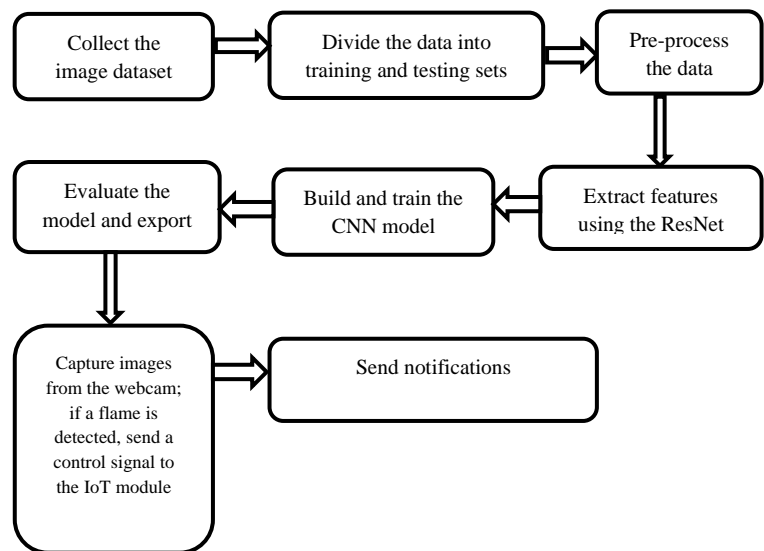 Collect the
image dataset
Divide the data into
training and testing sets
Pre-process
the data
Extract features
using the ResNet
Build and train the
CNN model
Evaluate the
model and export
Capture images
from the webcam;
if a flame is
detected, send a
control signal to
the IoT module
Send notifications